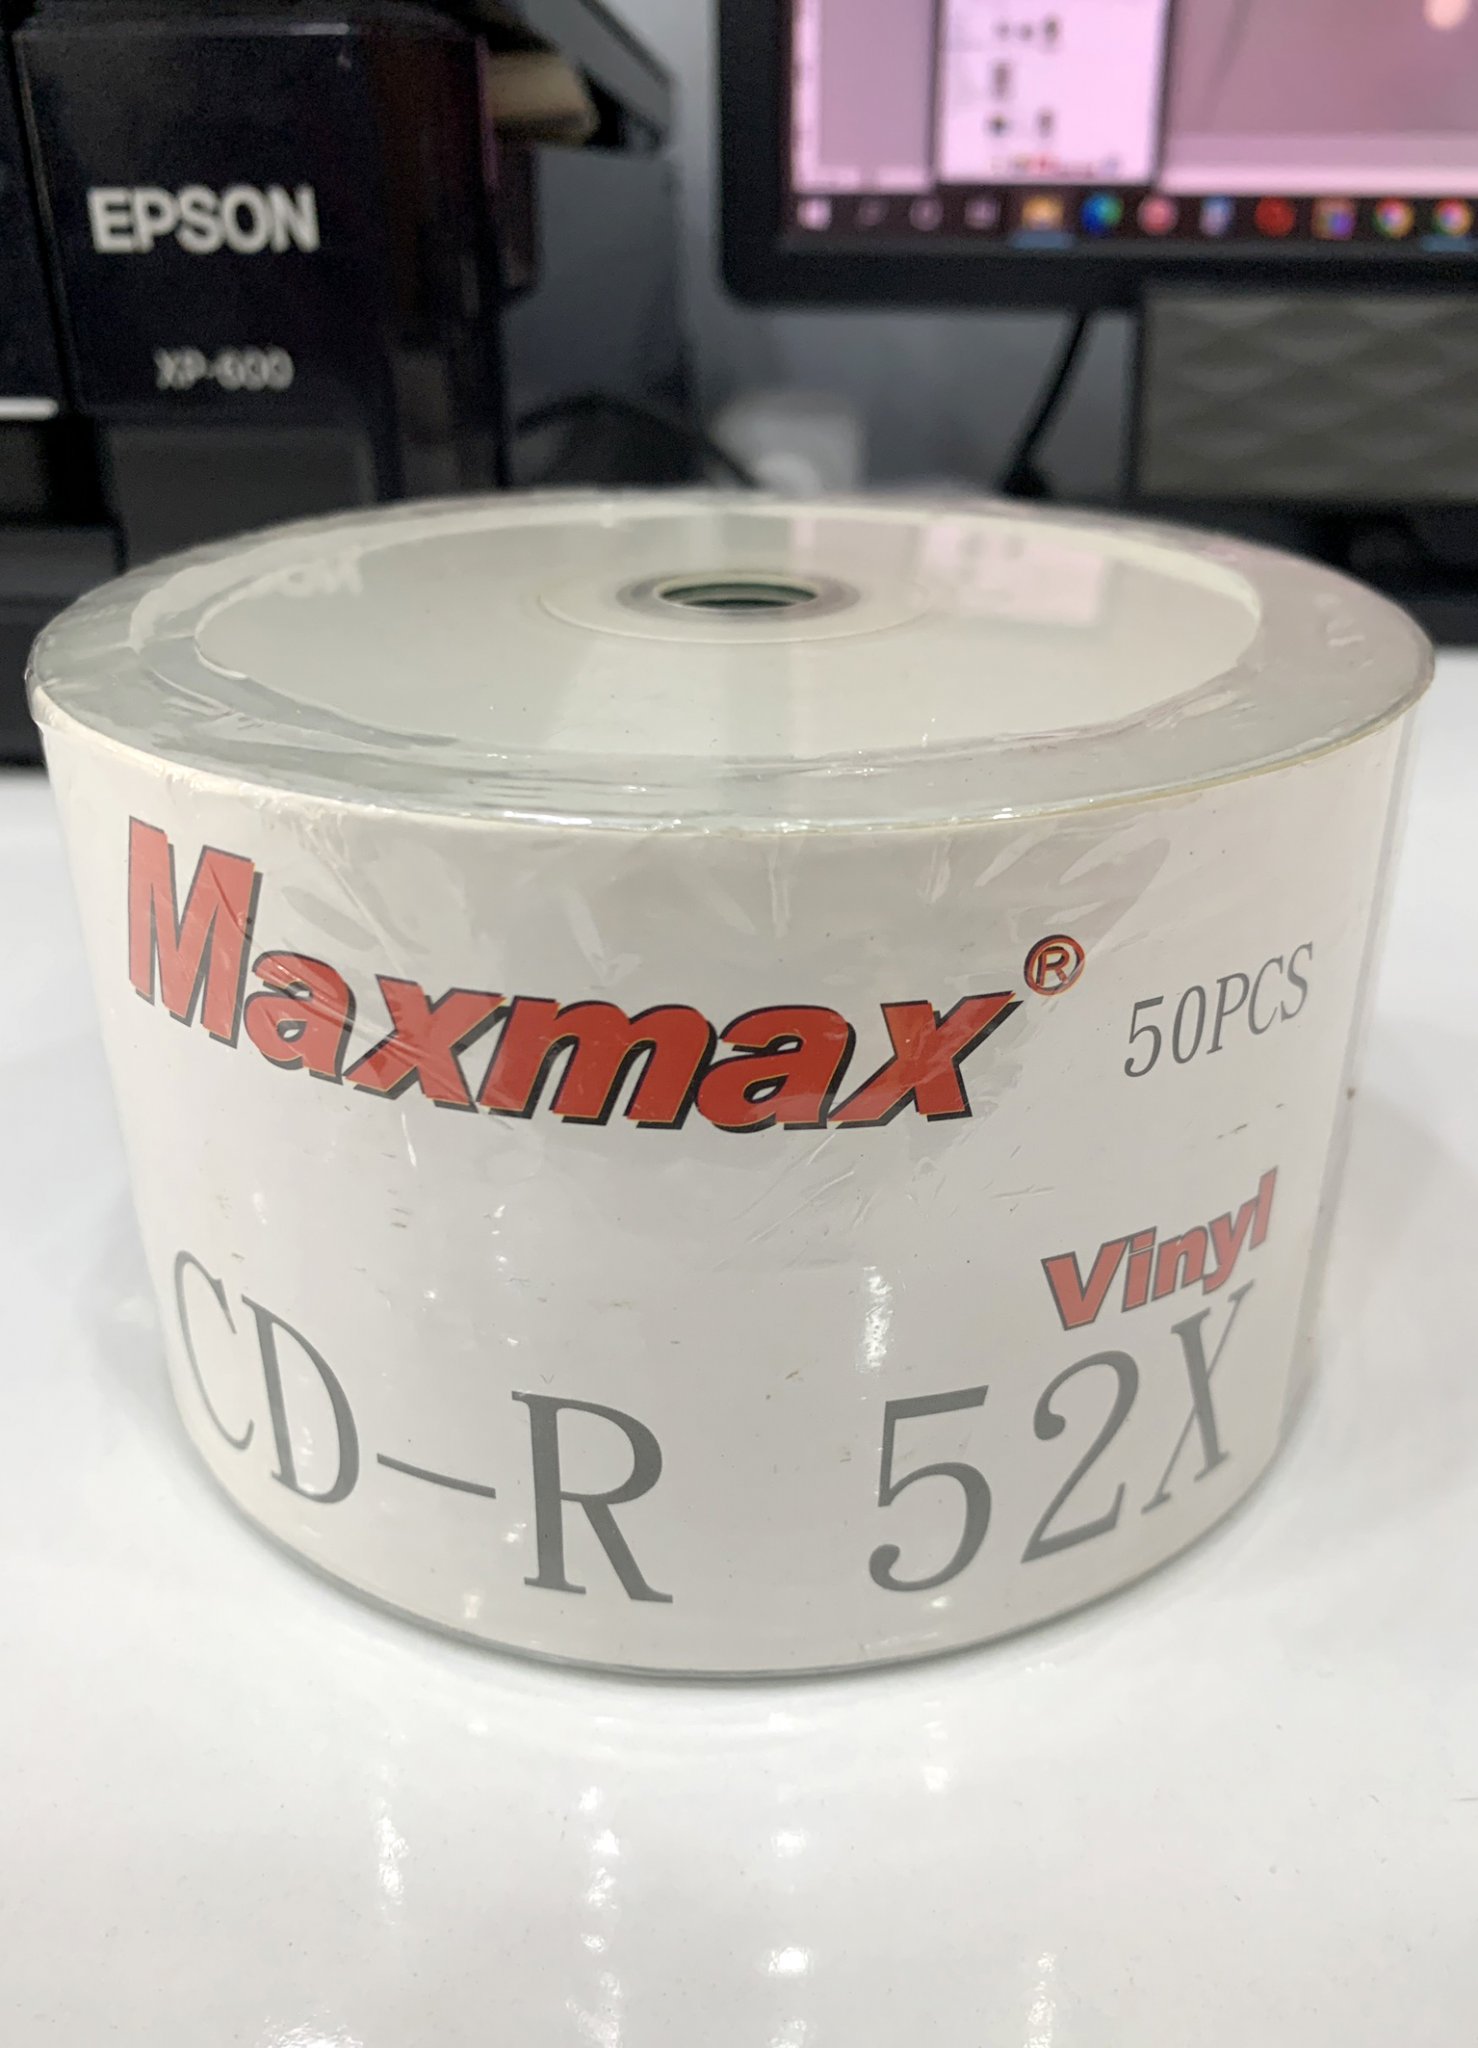 EPSON
XP-600
Maxmax®
50PCS
Vinyl
CD-R 52X